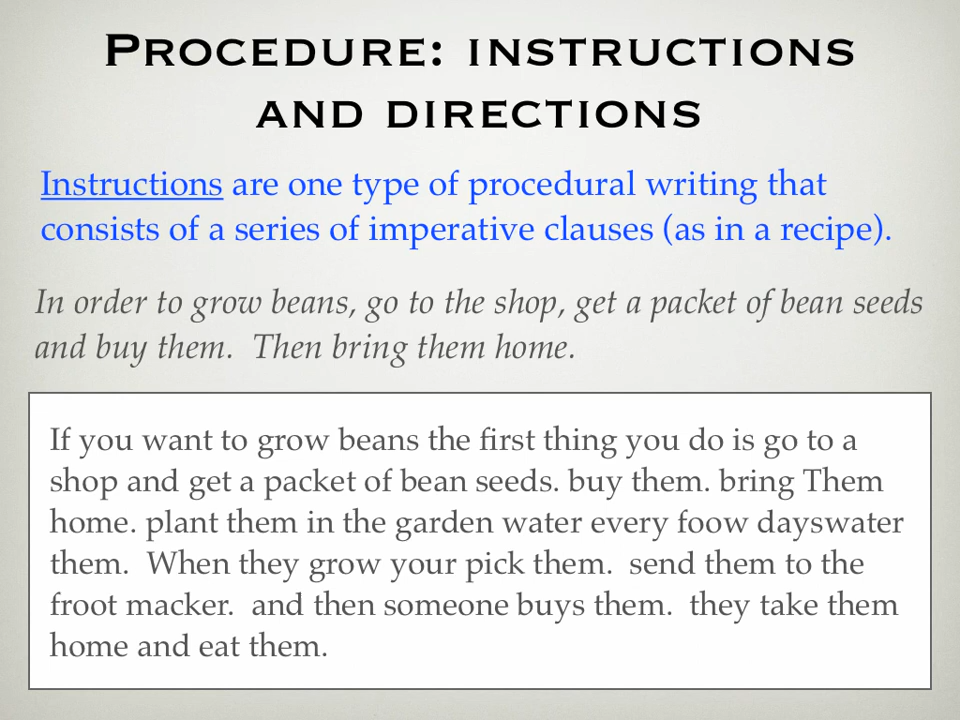 PROCEDURE: INSTRUCTIONS
AND DIRECTIONS
Instructions are one type of procedural writing that
consists of a series of imperative clauses (as in a recipe).
In order to grow beans, go to the shop, get a packet of bean seeds
and buy them.  Then bring them home.
If you want to grow beans the first thing you do is go to a
shop and get a packet of bean seeds. buy them. bring Them
home. plant them in the garden water every foow dayswater
them.  When they grow your pick them.  send them to the
froot macker.  and then someone buys them.  they take them
home and eat them.